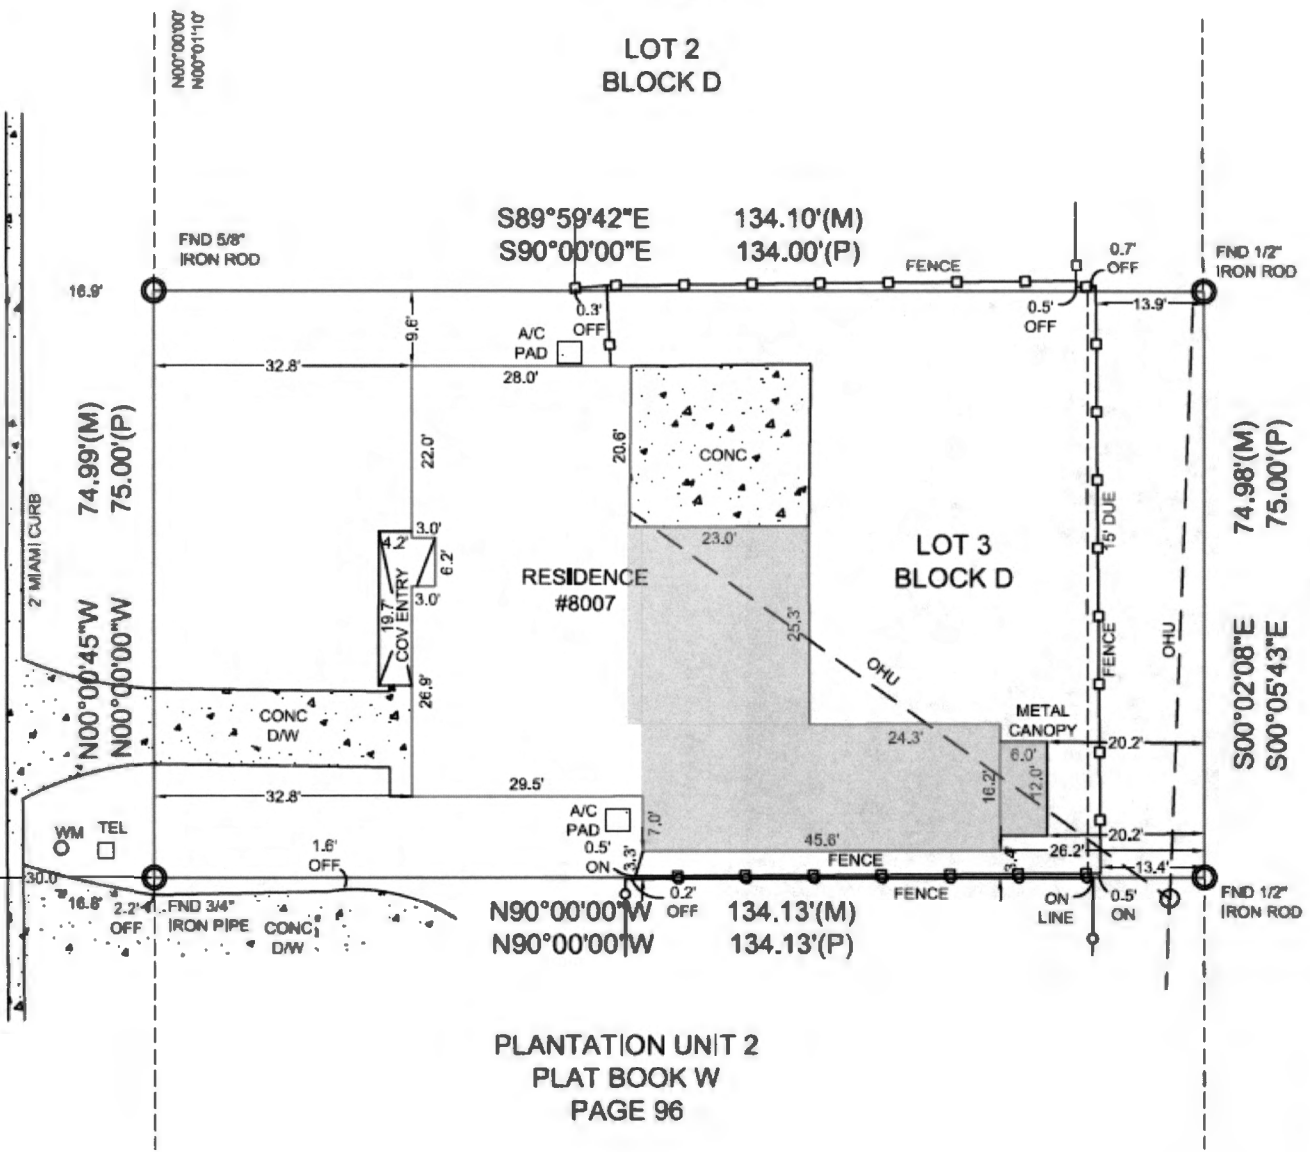 N00°00'00"
N00°01'10"
LOT 2
BLOCK D
S89°59'42"E 134.10'(M)
S90°00'00"E 134.00'(P)
FND 5/8"
IRON ROD
FENCE
0.7'
OFF
FND 1/2"
IRON ROD
16.9'
9.6'
0.3'
OFF
0.5'
OFF
13.9'
A/C
PAD
32.8'
28.0'
22.0'
20.6'
CONC
74.99'(M)
75.00'(P)
74.98'(M)
75.00'(P)
2' MIAMI CURB
15' DUE
3.0'
4.2'
6.2'
3.0'
23.0'
LOT 3
BLOCK D
RESIDENCE
#8007
COV ENTRY
19.7'
25.3'
OHU
FENCE
OHU
N00°00'45"W
N00°00'00"W
S00°02'08"E
S00°05'43"E
26.9'
CONC
D/W
METAL
CANOPY
24.3'
20.2'
6.0'
12.0'
16.2'
32.8'
29.5'
A/C
PAD
7.0'
WM
TEL
1.6'
OFF
0.5'
ON
3.3'
45.6'
FENCE
3.4'
20.2'
26.2'
13.4'
30.0'
16.8'
2.2'
OFF
FND 3/4"
IRON PIPE
CONC
D/W
0.2'
OFF
FENCE
ON
LINE
0.5'
ON
FND 1/2"
IRON ROD
N90°00'00"W 134.13'(M)
N90°00'00"W 134.13'(P)
PLANTATION UNIT 2
PLAT BOOK W
PAGE 96